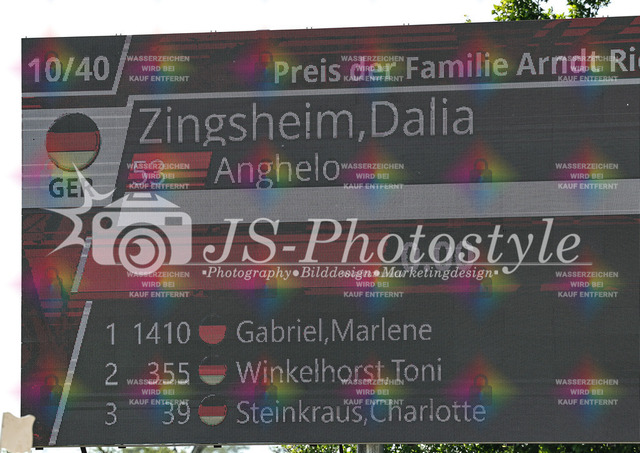 10/40 Preis der Familie Arndt
Zingsheim,Dalia
GER 53 Anghelo
JS-Photostyle
•Photography•Bilddesign•Marketingdesign•
1 1410 Gabriel,Marlene
2 355 Winkelhorst,Toni
3 39 Steinkraus,Charlotte
WASSERZEICHEN
WIRD BEI
KAUF ENTFERNT